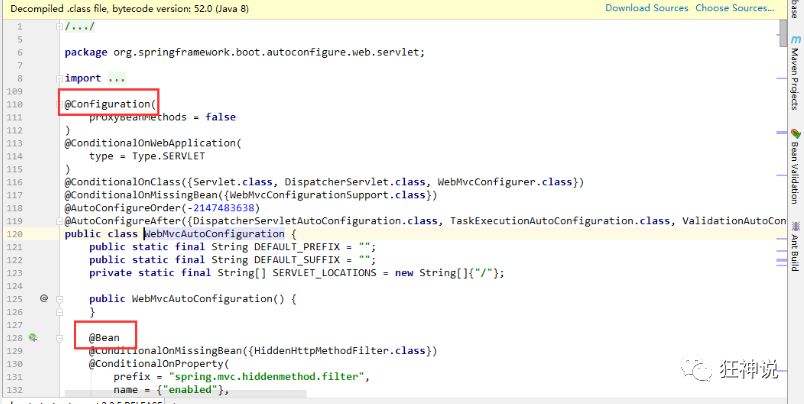 Decompiled .class file, bytecode version: 52.0 (Java 8) Download Sources Choose Sources...
1 /.../
5
6 package org.springframework.boot.autoconfigure.web.servlet;
7
8 import ...
109
110 @Configuration(
111 proxyBeanMethods = false
112 )
113 @ConditionalOnWebApplication(
114 type = Type.SERVLET
115 )
116 @ConditionalOnClass({Servlet.class, DispatcherServlet.class, WebMvcConfigurer.class})
117 @ConditionalOnMissingBean({WebMvcConfigurationSupport.class})
118 @AutoConfigureOrder(-2147483638)
119 @AutoConfigureAfter({DispatcherServletAutoConfiguration.class, TaskExecutionAutoConfiguration.class, ValidationAutoCon
120 public class WebMvcAutoConfiguration {
121 public static final String DEFAULT_PREFIX = "";
122 public static final String DEFAULT_SUFFIX = "";
123 private static final String[] SERVLET_LOCATIONS = new String[]{"/"};
124
125 @ public WebMvcAutoConfiguration() {
126 }
127
128 @Bean
129 @ConditionalOnMissingBean({HiddenHttpMethodFilter.class})
130 @ConditionalOnProperty(
131 prefix = "spring.mvc.hiddenmethod.filter",
132 name = {"enabled"},
base
Maven Projects
Bean Validation
Ant Build
狂神说